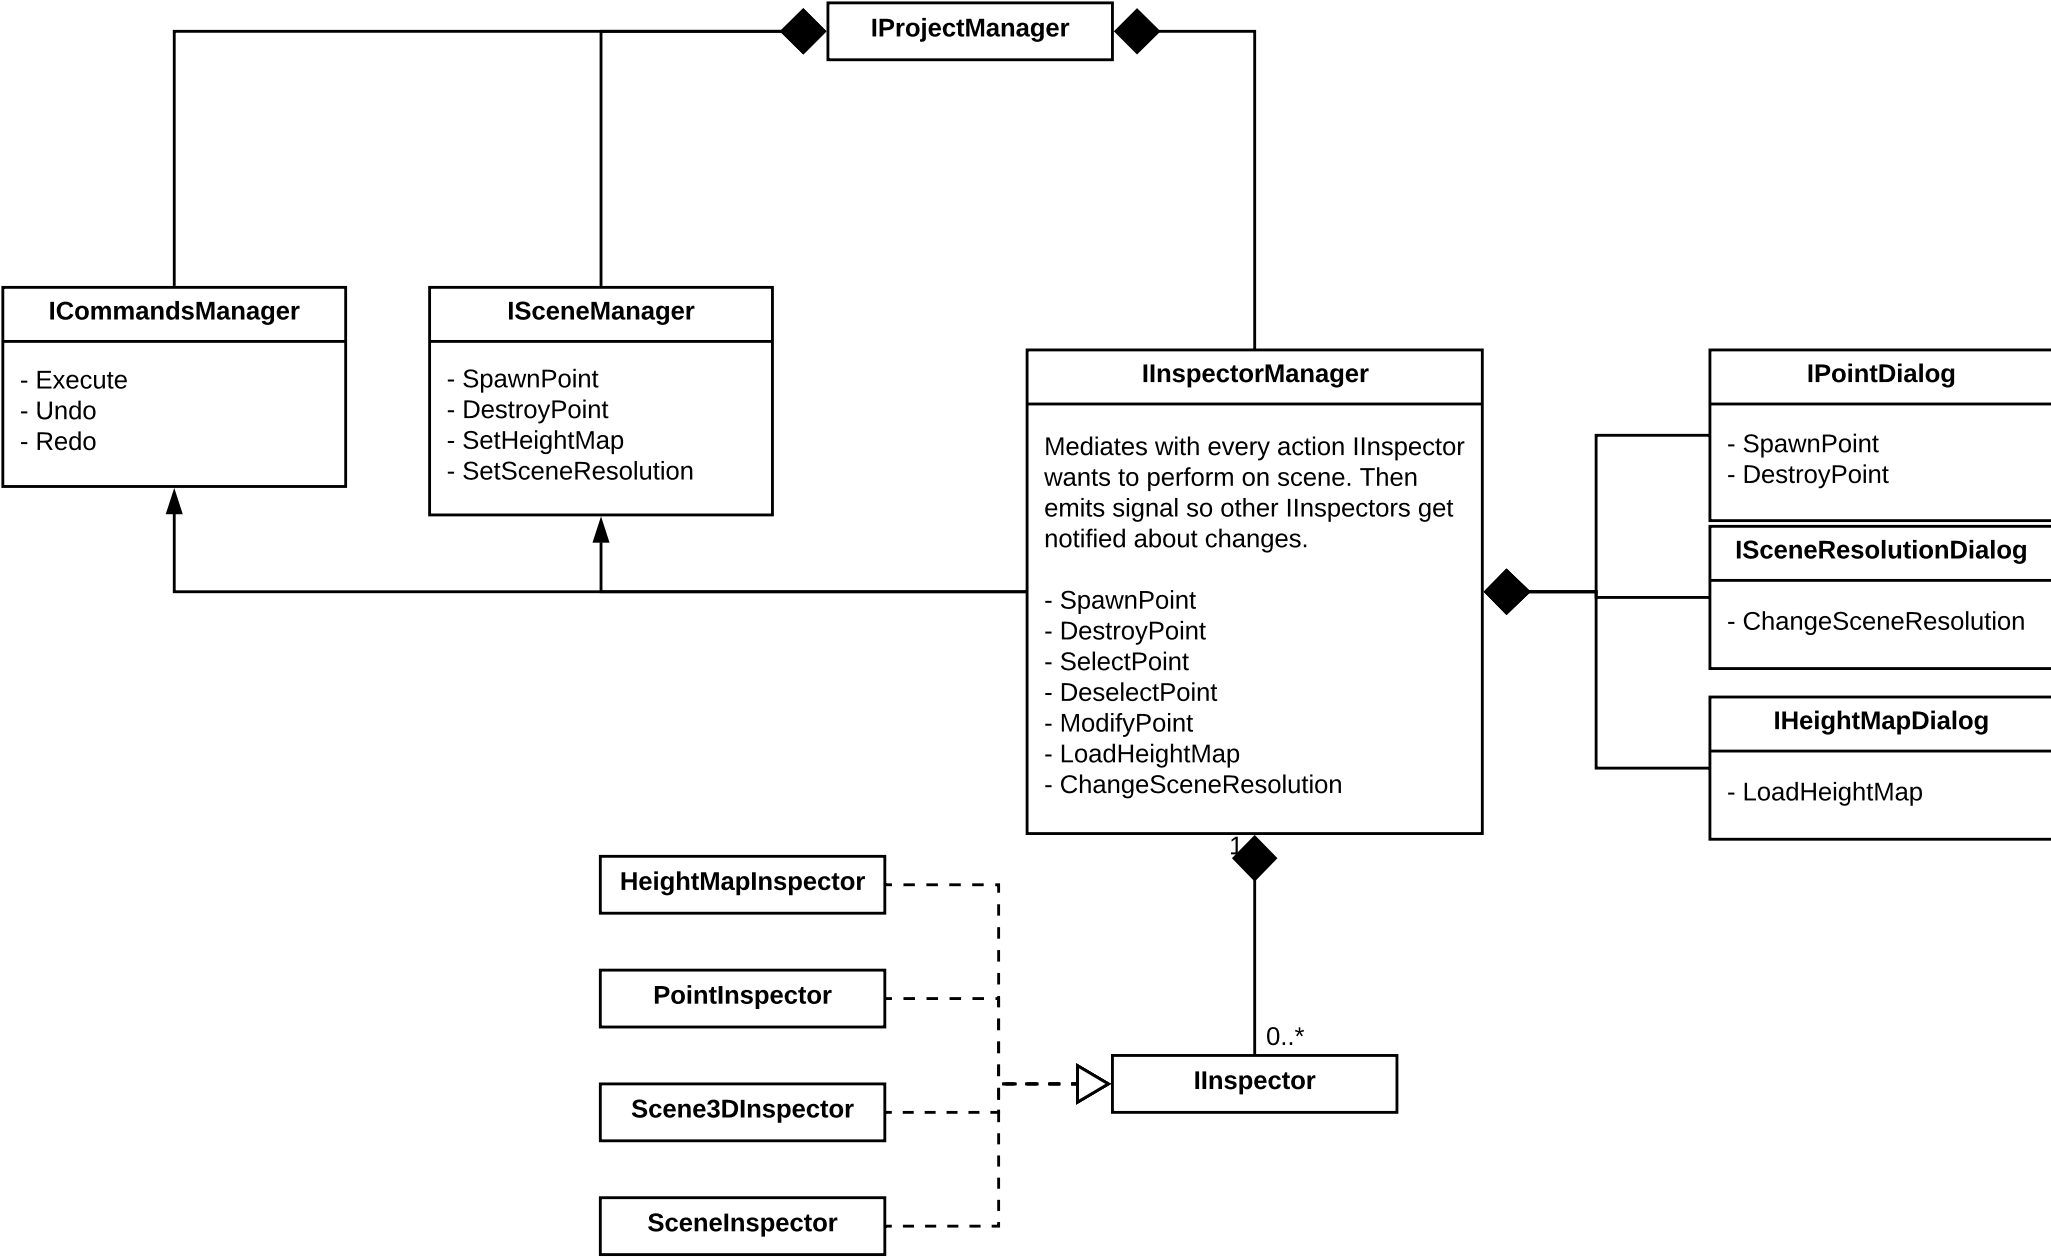 IProjectManager
ICommandsManager
- Execute
- Undo
- Redo
ISceneManager
- SpawnPoint
- DestroyPoint
- SetHeightMap
- SetSceneResolution
IInspectorManager
Mediates with every action IInspector
wants to perform on scene. Then
emits signal so other IInspectors get
notified about changes.
- SpawnPoint
- DestroyPoint
- SelectPoint
- DeselectPoint
- ModifyPoint
- LoadHeightMap
- ChangeSceneResolution
IPointDialog
- SpawnPoint
- DestroyPoint
ISceneResolutionDialog
- ChangeSceneResolution
IHeightMapDialog
- LoadHeightMap
1
0..*
IInspector
HeightMapInspector
PointInspector
Scene3DInspector
SceneInspector